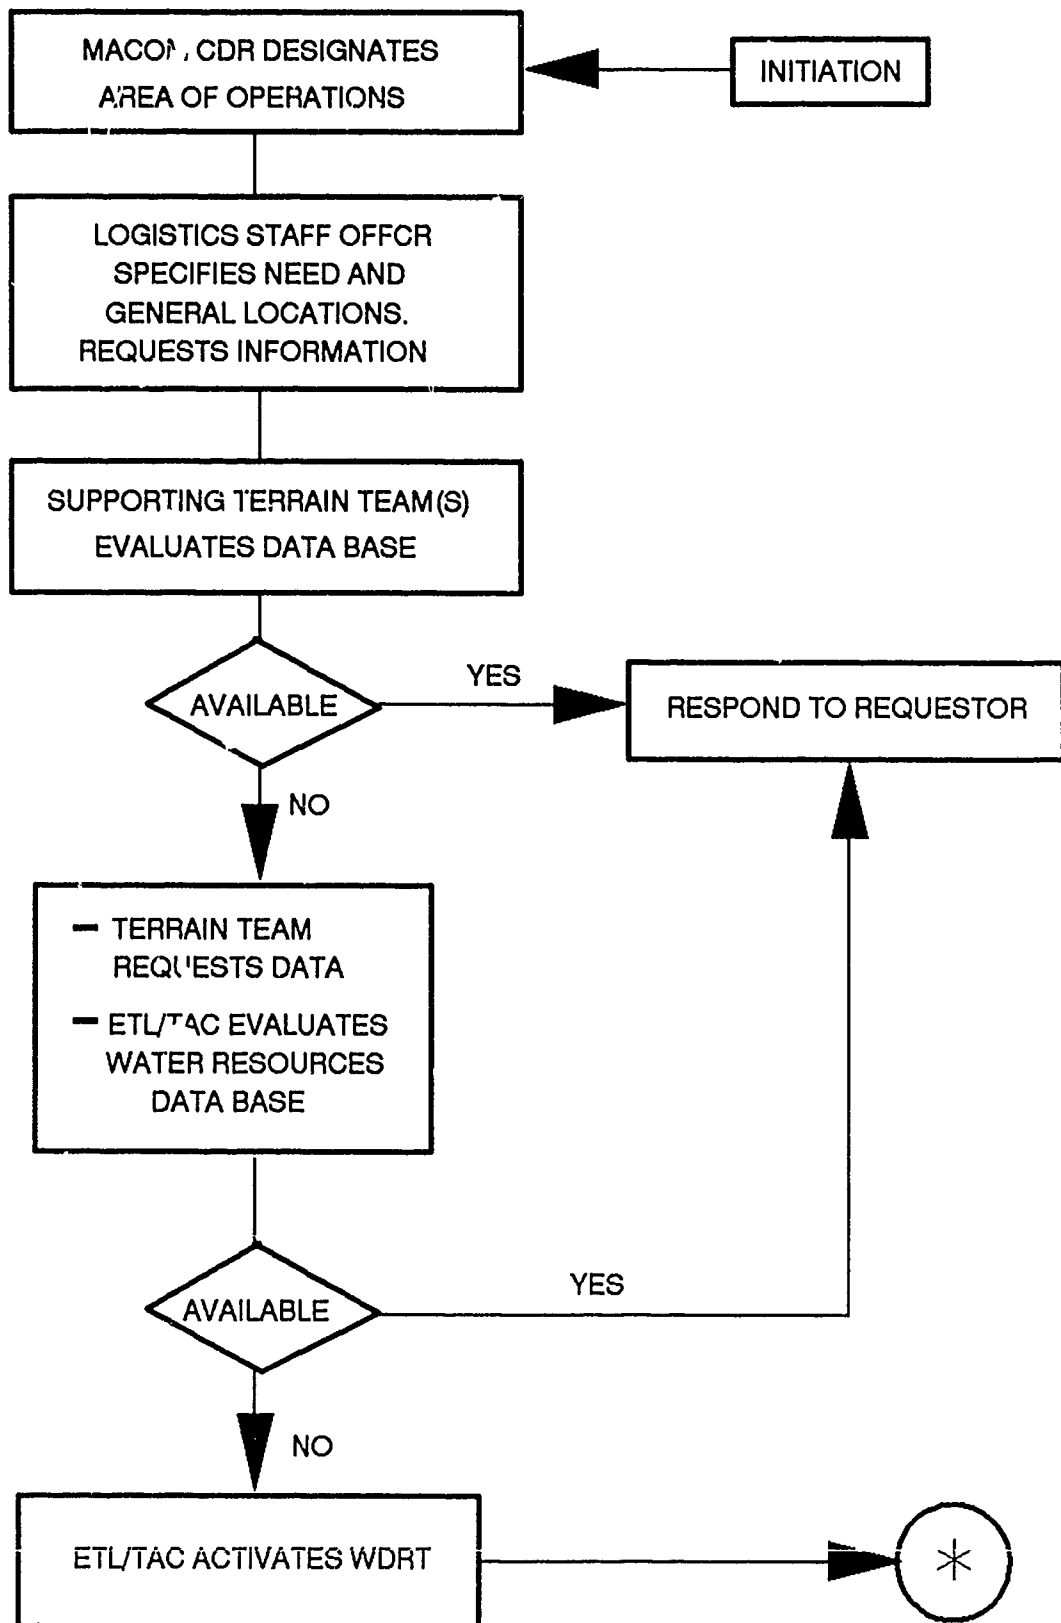 MACOM, CDR DESIGNATES
AREA OF OPERATIONS
INITIATION
LOGISTICS STAFF OFFCR
SPECIFIES NEED AND
GENERAL LOCATIONS.
REQUESTS INFORMATION
SUPPORTING TERRAIN TEAM(S)
EVALUATES DATA BASE
AVAILABLE
YES
RESPOND TO REQUESTOR
NO
– TERRAIN TEAM
REQUESTS DATA
– ETL/TAC EVALUATES
WATER RESOURCES
DATA BASE
AVAILABLE
YES
NO
ETL/TAC ACTIVATES WDRT
*